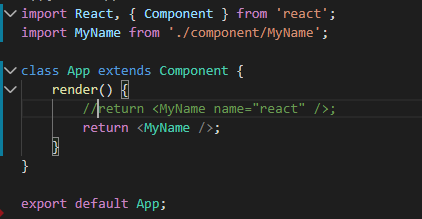 import React, { Component } from 'react';
import MyName from './component/MyName';

class App extends Component {
    render() {
        //return <MyName name="react" />;
        return <MyName />;
    }
}

export default App;